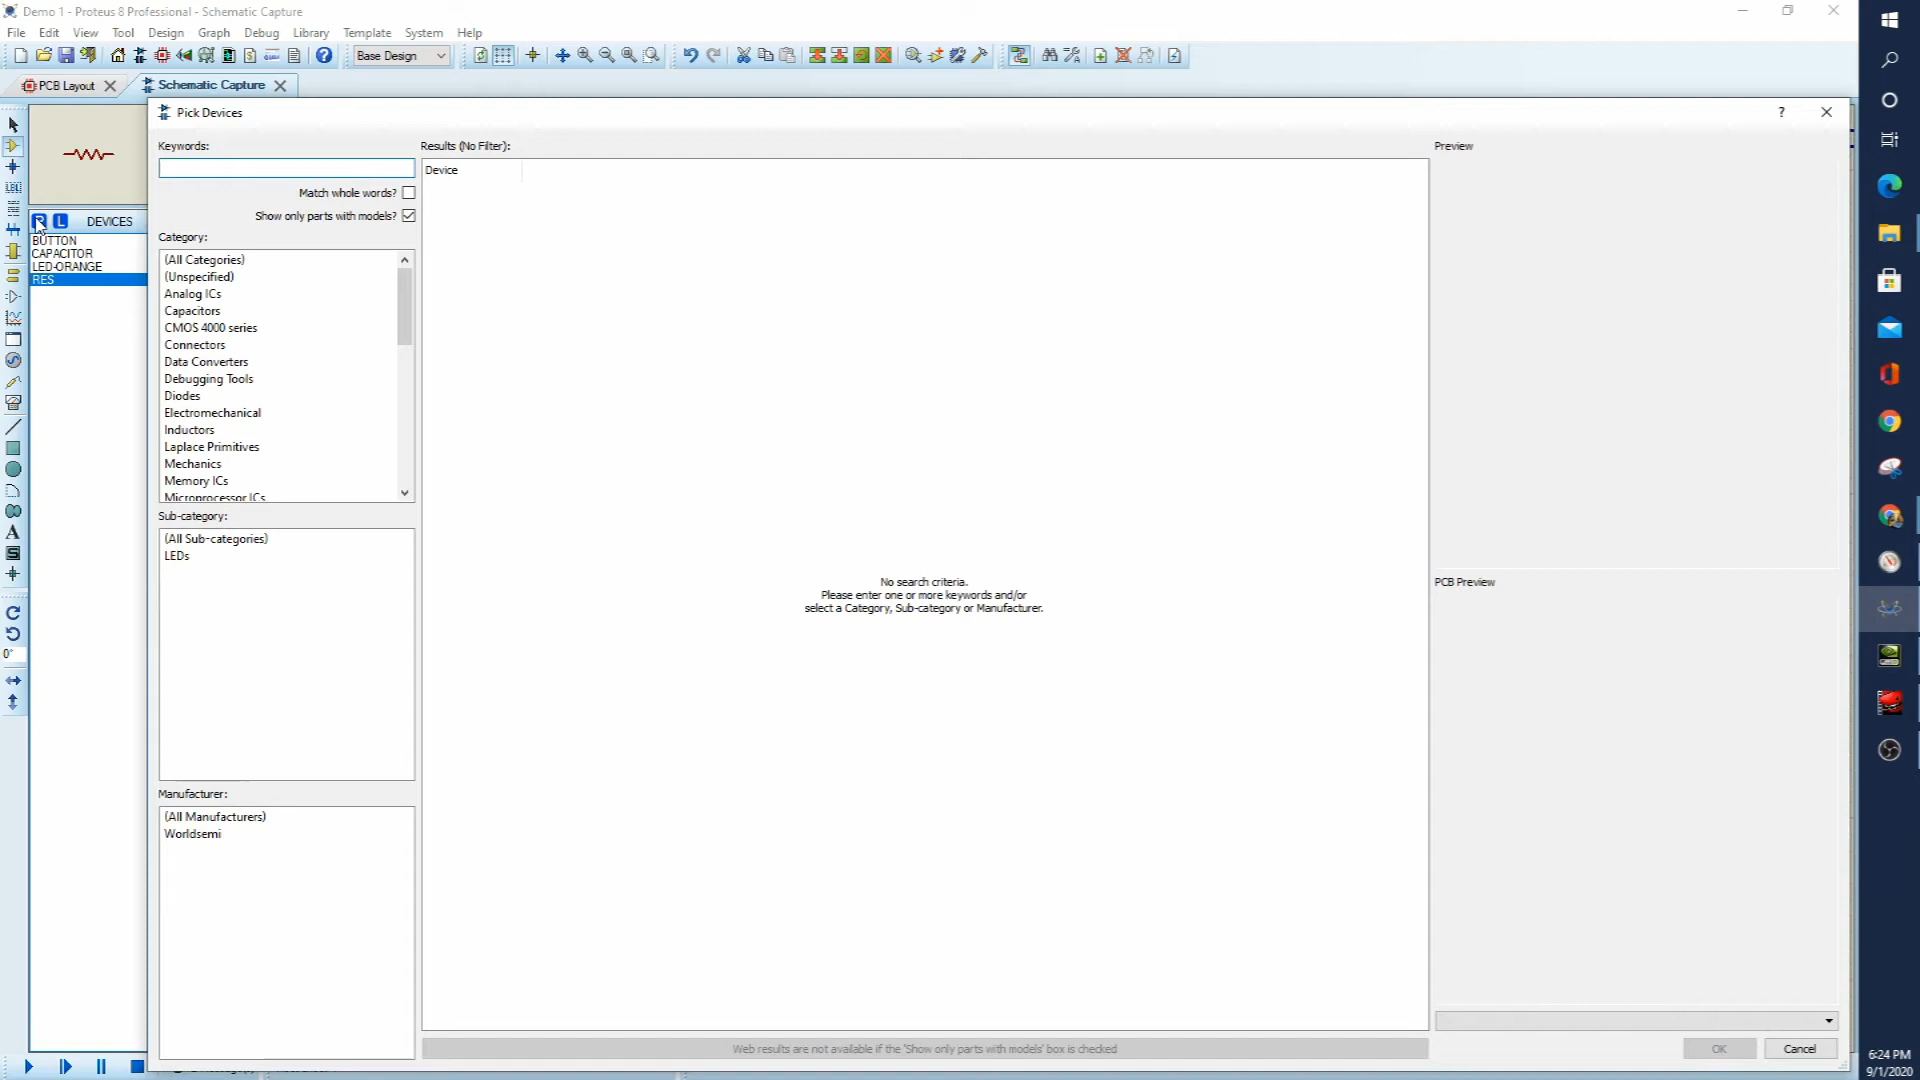 Demo 1 - Proteus 8 Professional - Schematic Capture
File Edit View Tool Design Graph Debug Library Template System Help
Base Design
PCB Layout
Schematic Capture
Pick Devices
?
Keywords:
Results (No Filter):
Preview
Device
Match whole words?
Show only parts with models?
L DEVICES
BUTTON
CAPACITOR
LED-ORANGE
RES
Category:
(All Categories)
(Unspecified)
Analog ICs
Capacitors
CMOS 4000 series
Connectors
Data Converters
Debugging Tools
Diodes
Electromechanical
Inductors
Laplace Primitives
Mechanics
Memory ICs
Microprocessor ICs
Sub-category:
(All Sub-categories)
LEDs
No search criteria.
Please enter one or more keywords and/or
select a Category, Sub-category or Manufacturer.
PCB Preview
0°
Manufacturer:
(All Manufacturers)
Worldsemi
Web results are not available if the 'Show only parts with models' box is checked
OK
Cancel
6:24 PM
9/1/2020